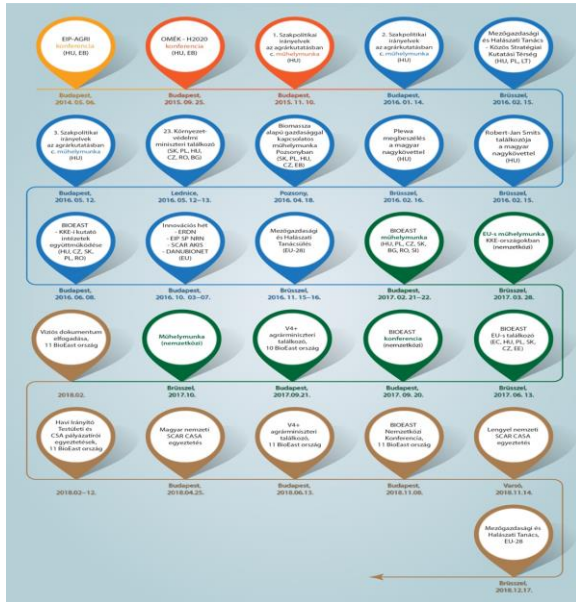 EIP-AGRI
konferencia
(HU, EB)
Budapest,
2014. 05. 06.
OMÉK - H2020
konferencia
(HU, EB)
Budapest,
2015. 09. 25.
1. Szakpolitikai
irányelvek
az agrárkutatásban
c. műhelymunka
(HU)
Budapest,
2015. 11. 10.
2. Szakpolitikai
irányelvek
az agrárkutatásban
c. műhelymunka
(HU)
Budapest,
2016. 01. 14.
Mezőgazdasági
és Halászati Tanács
- Közös Stratégiai
Kutatási Térség
(HU, PL, LT)
Brüsszel,
2016. 02. 15.
3. Szakpolitikai
irányelvek
az agrárkutatásban
c. műhelymunka
(HU)
Budapest,
2016. 05. 12.
23. Környezet-
védelmi
miniszteri találkozó
(SK, PL, HU,
CZ, RO, BG)
Lednice,
2016. 05. 12–13.
Biomassza
alapú gazdasággal
kapcsolatos
műhelymunka
Pozsonyban
(SK, PL, HU,
CZ, EB)
Pozsony,
2016. 04. 18.
Plewa
megbeszélés
a magyar
nagykövettel
(HU)
Brüsszel,
2016. 02. 16.
Robert-Jan Smits
találkozója
a magyar
nagykövettel
(HU)
Brüsszel,
2016. 02. 15.
BIOEAST
- KKE-i kutató
intézetek
együttműködése
(HU, CZ, SK,
PL, RO)
Budapest,
2016. 06. 08.
Innovációs hét
- ERDN
- EIP SP NRN
- SCAR AKIS
- DANUBIONET
(EU)
Budapest,
2016. 10. 03–07.
Mezőgazdasági
és Halászati
Tanácsülés
(EU-28)
Brüsszel,
2016. 11. 15–16.
BIOEAST
műhelymunka
(HU, PL, CZ, SK,
BG, RO, SI)
Budapest,
2017. 02. 21–22.
EU-s műhelymunka
KKE-országokban
(nemzetközi)
Brüsszel,
2017. 03. 28.
Víziós dokumentum
elfogadása,
11 BioEast ország
2018.02.
Műhelymunka
(nemzetközi)
Brüsszel,
2017.10.
V4+
agrárminiszteri
találkozó,
10 BioEast ország
Budapest,
2017.09.21.
BIOEAST
konferencia
(nemzetközi)
Budapest,
2017. 09. 20.
BIOEAST
EU-s találkozó
(EC, HU, PL, SK,
CZ, EE)
Brüsszel,
2017. 06. 13.
Havi Irányító
Testületi és
CSA pályázatírói
egyeztetések,
11 BioEast ország
2018.02–12.
Magyar nemzeti
SCAR CASA
egyeztetés
Budapest,
2018.04.25.
V4+
agrárminiszteri
találkozó,
11 BioEast ország
Budapest,
2018.06.13.
BIOEAST
Nemzetközi
Konferencia,
11 BioEast ország
Budapest,
2018.11.08.
Lengyel nemzeti
SCAR CASA
egyeztetés
Varsó,
2018.11.14.
Mezőgazdasági és
Halászati Tanács,
EU-28
Brüsszel,
2018.12.17.